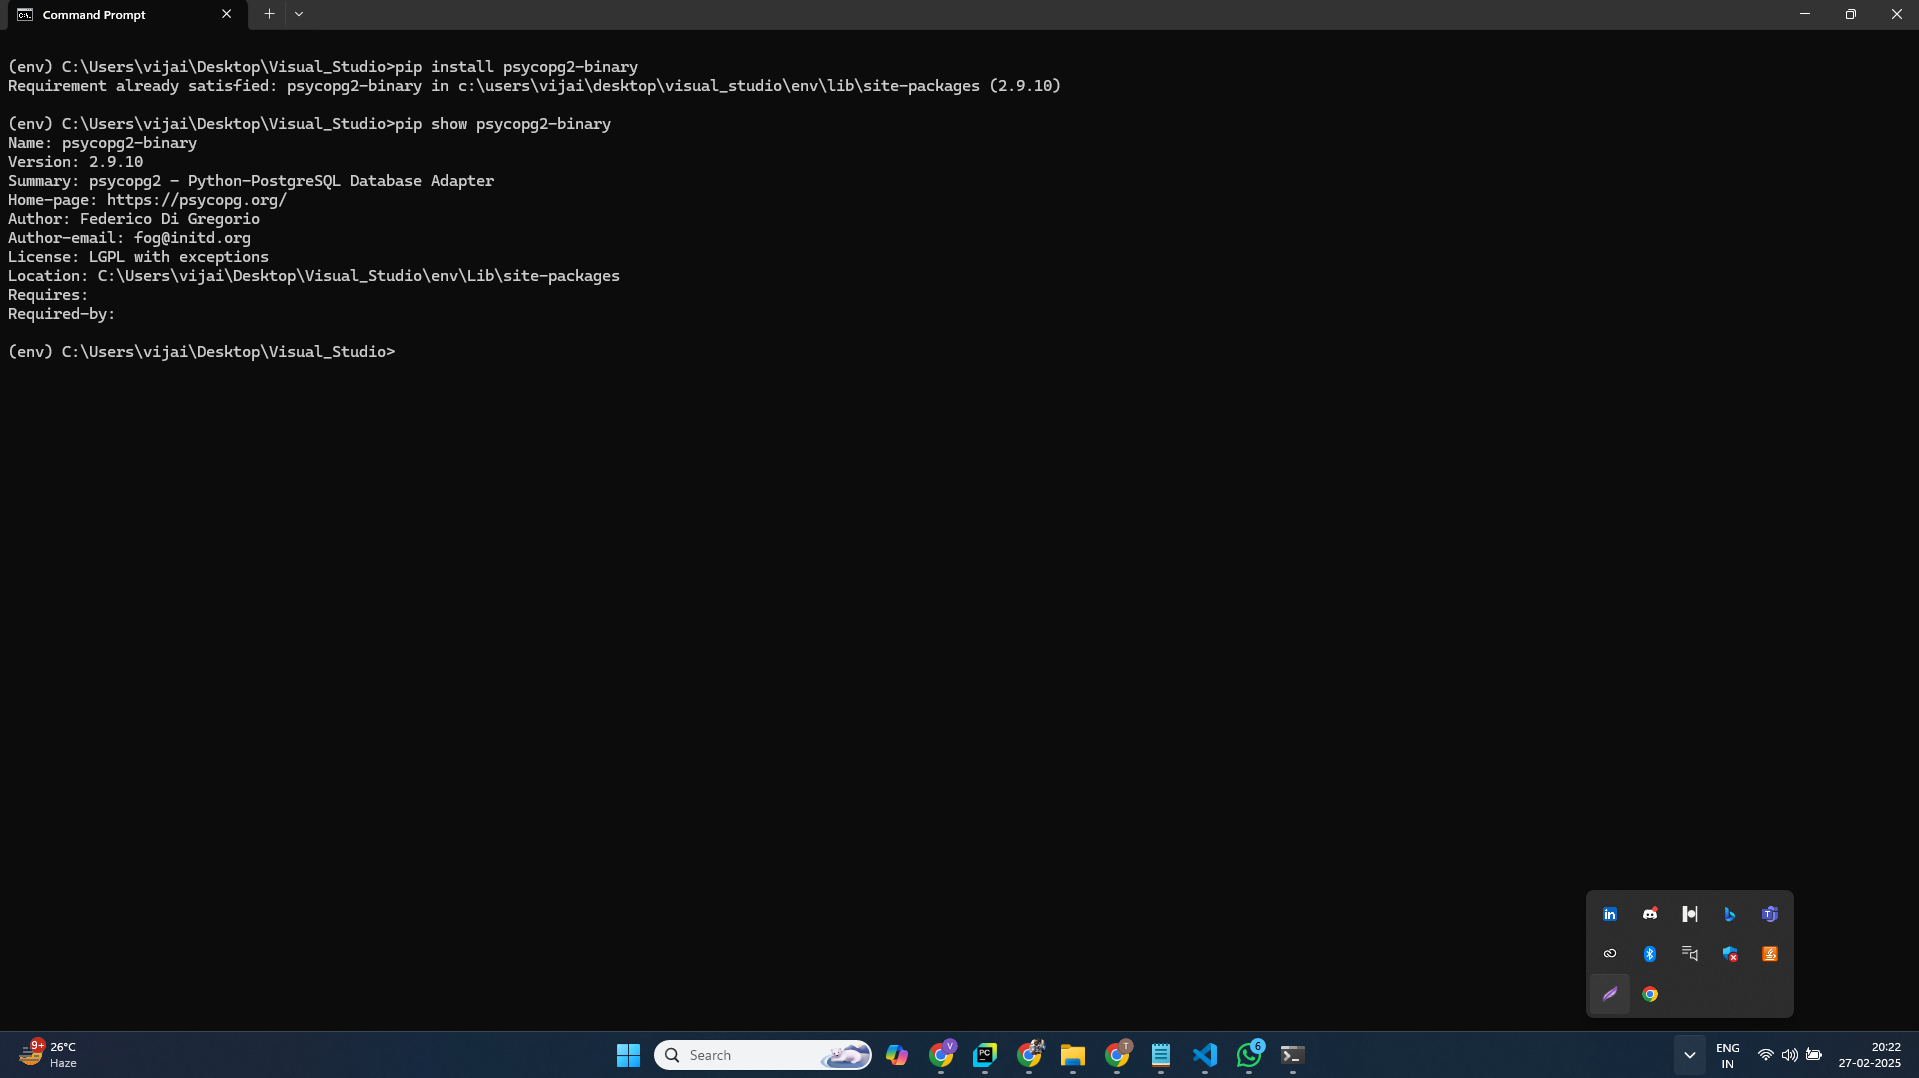 Command Prompt
(env) C:\Users\vijai\Desktop\Visual_Studio>pip install psycopg2-binary
Requirement already satisfied: psycopg2-binary in c:\users\vijai\desktop\visual_studio\env\lib\site-packages (2.9.10)
(env) C:\Users\vijai\Desktop\Visual_Studio>pip show psycopg2-binary
Name: psycopg2-binary
Version: 2.9.10
Summary: psycopg2 - Python-PostgreSQL Database Adapter
Home-page: https://psycopg.org/
Author: Federico Di Gregorio
Author-email: fog@initd.org
License: LGPL with exceptions
Location: C:\Users\vijai\Desktop\Visual_Studio\env\Lib\site-packages
Requires:
Required-by:
(env) C:\Users\vijai\Desktop\Visual_Studio>
9+
26°C
Haze
Search
V
PC
T
6
ENG
IN
20:22
27-02-2025